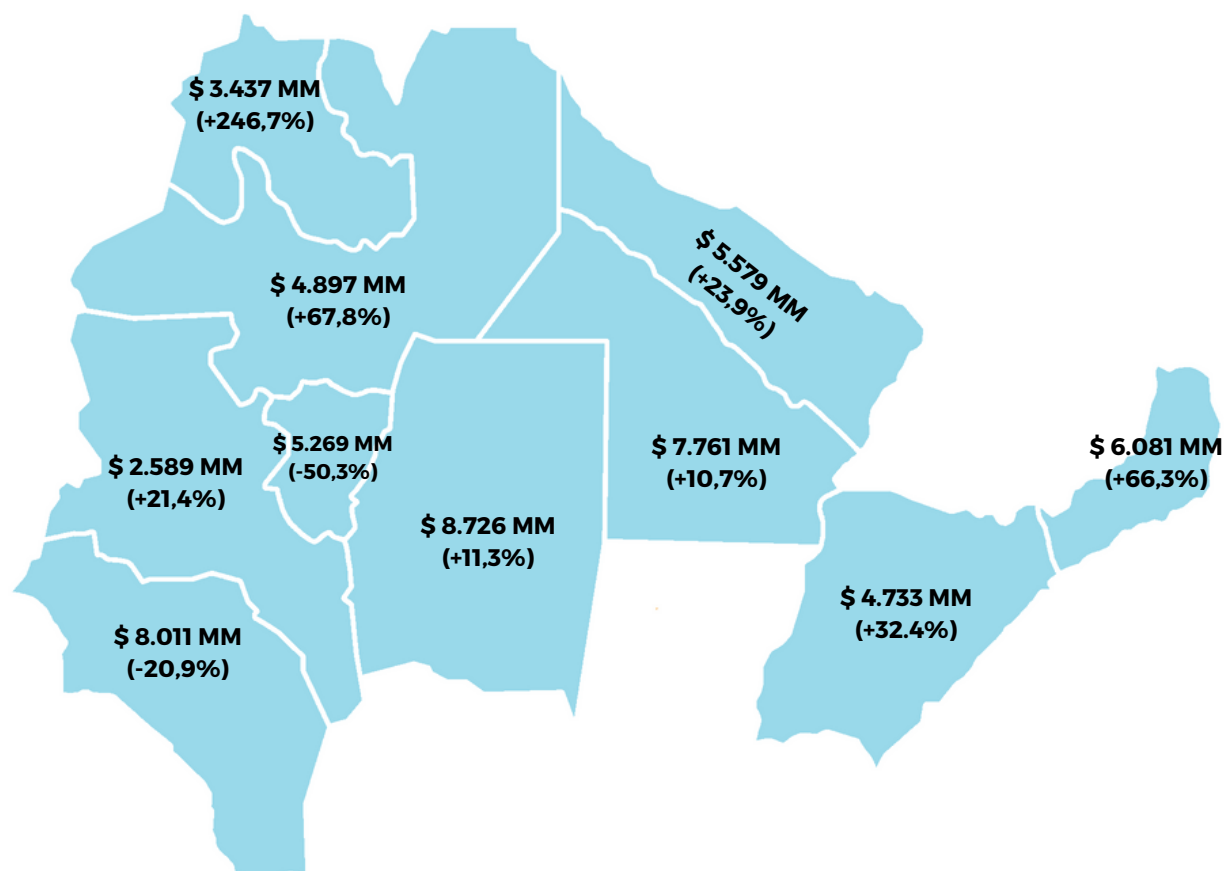 $ 3.437 MM
(+246,7%)
$ 4.897 MM
(+67,8%)
$ 5.579 MM
(+23,9%)
$ 2.589 MM
(+21,4%)
$ 5.269 MM
(-50,3%)
$ 7.761 MM
(+10,7%)
$ 6.081 MM
(+66,3%)
$ 8.726 MM
(+11,3%)
$ 8.011 MM
(-20,9%)
$ 4.733 MM
(+32.4%)